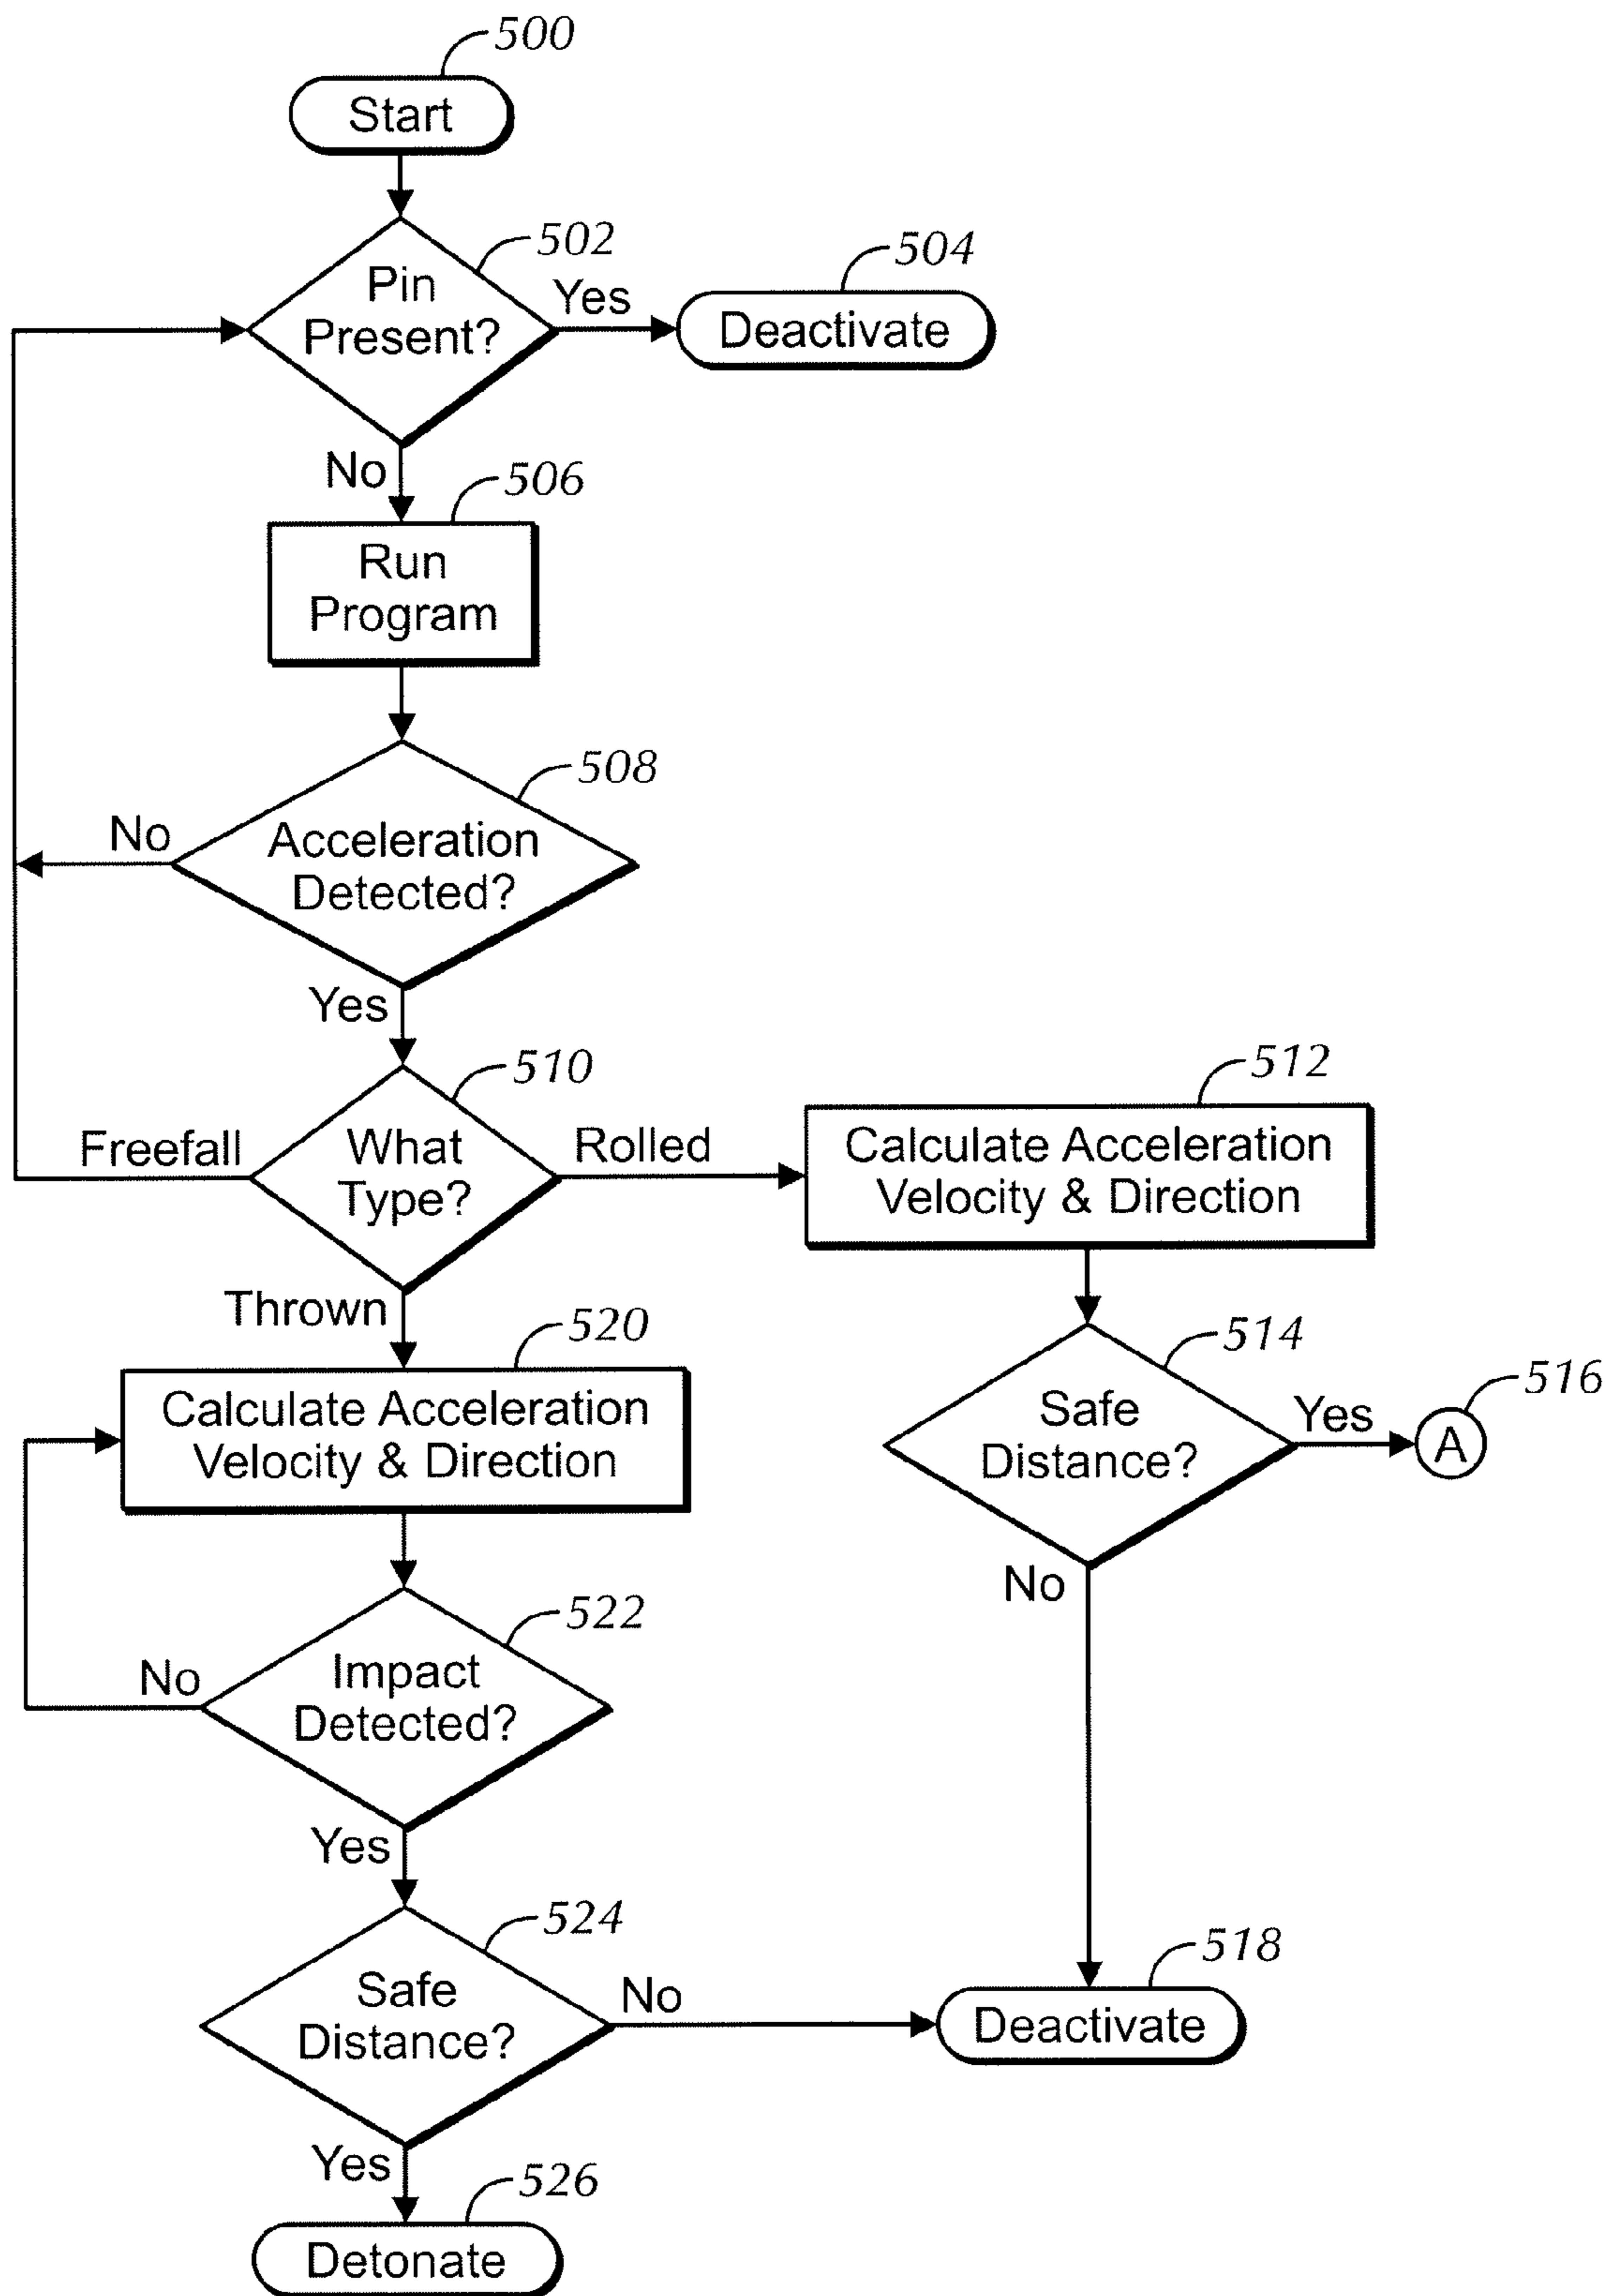 500
Start
502
Pin
Present?
Yes
504
Deactivate
No
506
Run
Program
508
No
Acceleration
Detected?
Yes
510
Freefall
What
Type?
Rolled
512
Calculate Acceleration
Velocity & Direction
Thrown
520
Calculate Acceleration
Velocity & Direction
514
Safe
Distance?
Yes
516
A
No
522
No
Impact
Detected?
Yes
524
Safe
Distance?
No
518
Deactivate
Yes
526
Detonate